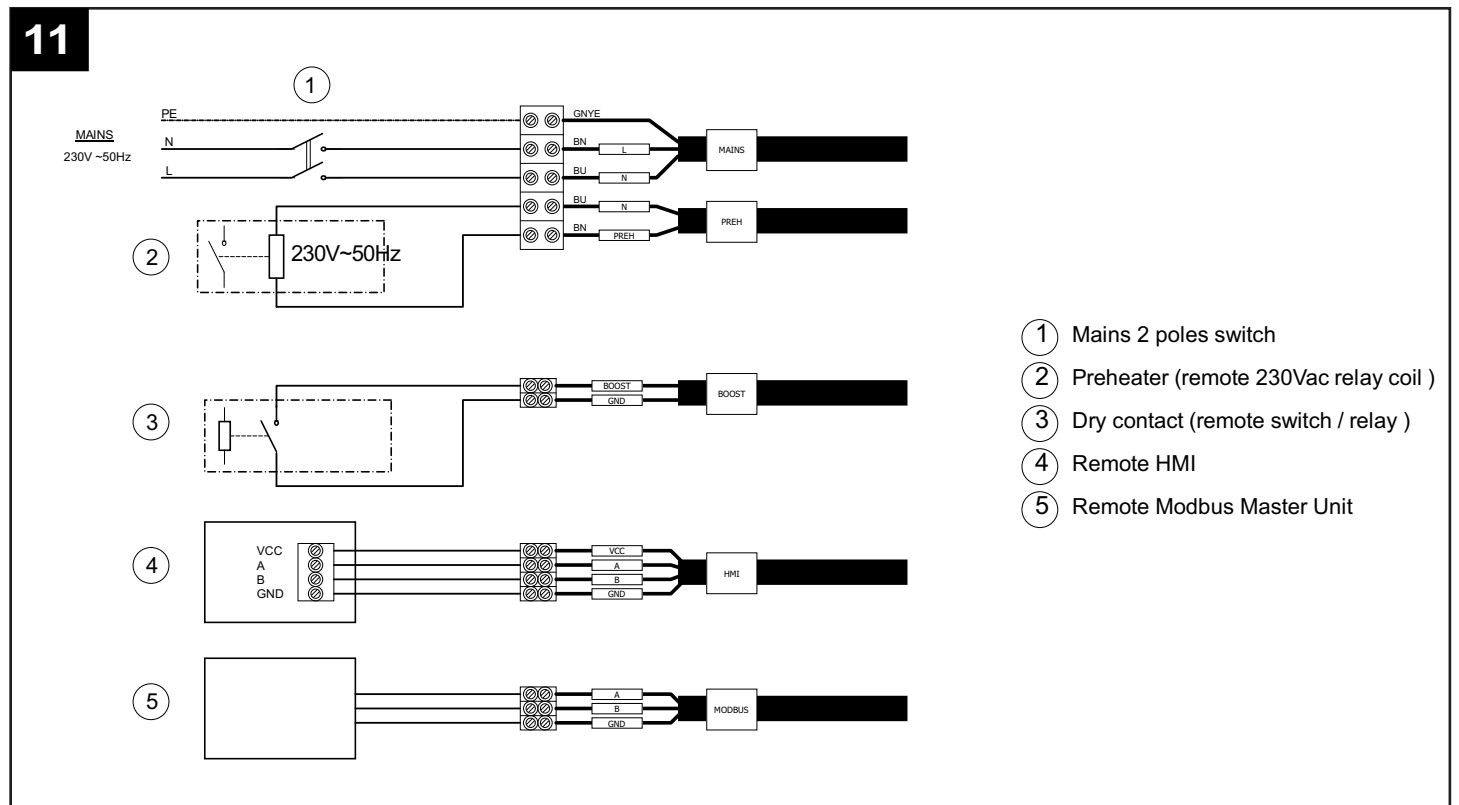 11
1
PE
GNYE
MAINS
230V ~50Hz
N
BN
L
MAINS
L
BU
N
BU
N
PREH
2
230V~50Hz
BN
PREH
1 Mains 2 poles switch
2 Preheater (remote 230Vac relay coil )
3 Dry contact (remote switch / relay )
4 Remote HMI
5 Remote Modbus Master Unit
3
BOOST
GND
BOOST
4
VCC
A
B
GND
VCC
A
B
GND
HMI
5
A
B
GND
MODBUS